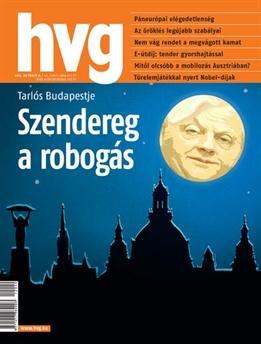 hvg
Páneurópai elégedetlenség
Az öröklés legújabb szabályai
Nem vág rendet a megvágott kamat
E-útdíj: tender gyorshajtással
Mitől olcsóbb a mobilozás Ausztriában?
Türelemjátékkal nyert Nobel-díjak
Tarlós Budapestje
Szendereg
a robogás
www.hvg.hu